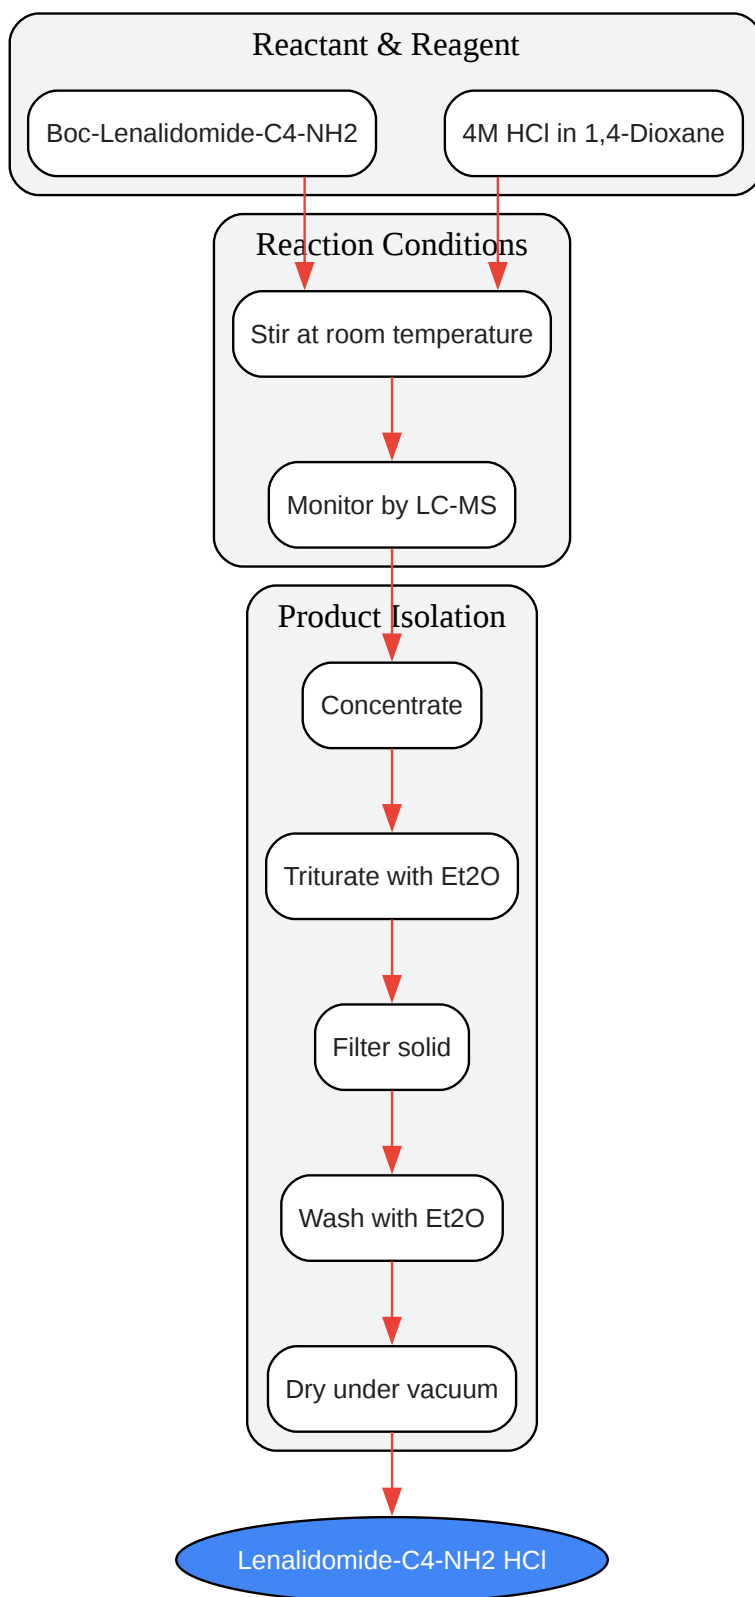 Reactant & Reagent
Boc-Lenalidomide-C4-NH2
4M HCl in 1,4-Dioxane
Reaction Conditions
Stir at room temperature
Monitor by LC-MS
Product Isolation
Concentrate
Triturate with Et2O
Filter solid
Wash with Et2O
Dry under vacuum
Lenalidomide-C4-NH2 HCl